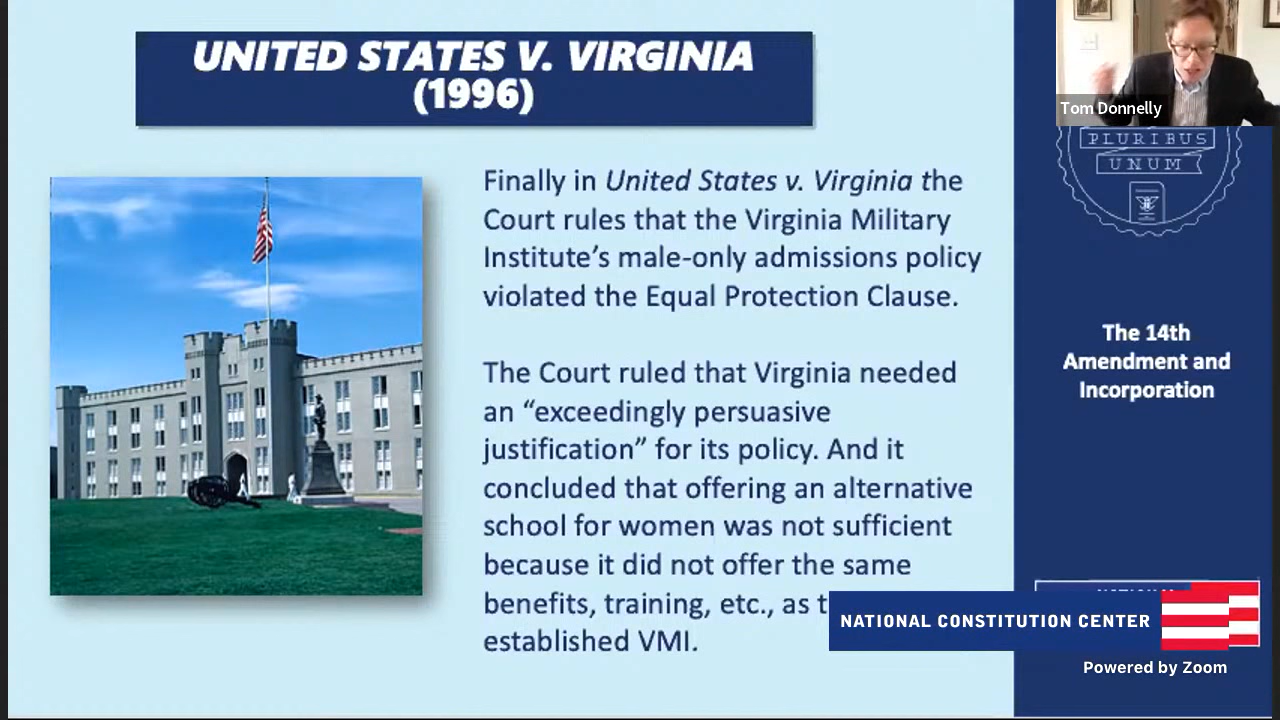 UNITED STATES V. VIRGINIA
(1996)
Finally in United States v. Virginia the
Court rules that the Virginia Military
Institute’s male-only admissions policy
violated the Equal Protection Clause.
The Court ruled that Virginia needed
an “exceedingly persuasive
justification” for its policy. And it
concluded that offering an alternative
school for women was not sufficient
because it did not offer the same
benefits, training, etc., as
established VMI.
Tom Donnelly
PLURIBUS
UNUM
The 14th
Amendment and
Incorporation
NATIONAL CONSTITUTION CENTER
Powered by Zoom